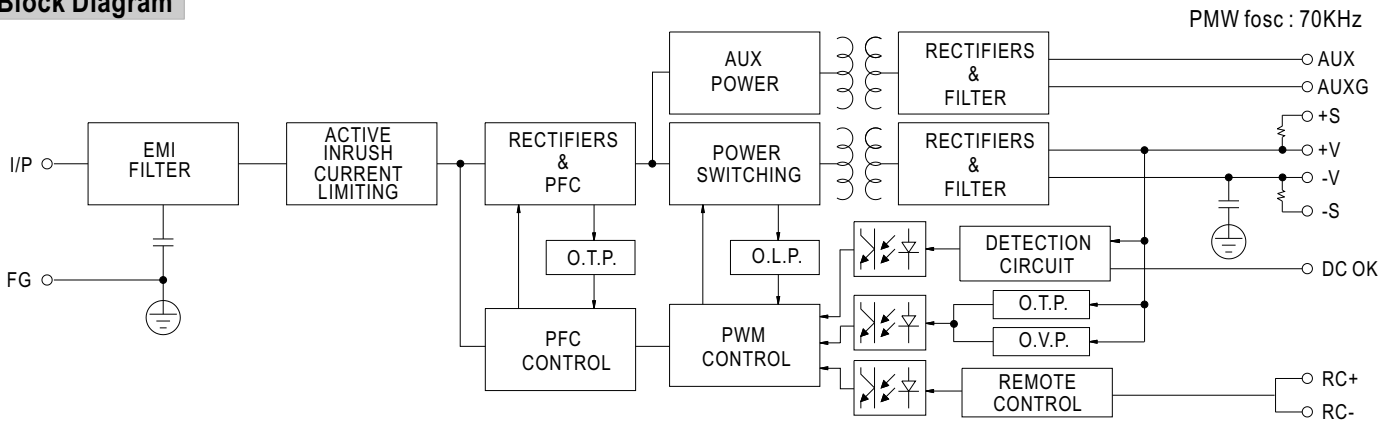 Block Diagram
PMW fosc : 70KHz
I/P
FG
EMI
FILTER
ACTIVE
INRUSH
CURRENT
LIMITING
RECTIFIERS
&
PFC
O.T.P.
PFC
CONTROL
AUX
POWER
POWER
SWITCHING
O.L.P.
PWM
CONTROL
RECTIFIERS
&
FILTER
RECTIFIERS
&
FILTER
DETECTION
CIRCUIT
O.T.P.
O.V.P.
REMOTE
CONTROL
AUX
AUXG
+S
+V
-V
-S
DC OK
RC+
RC-